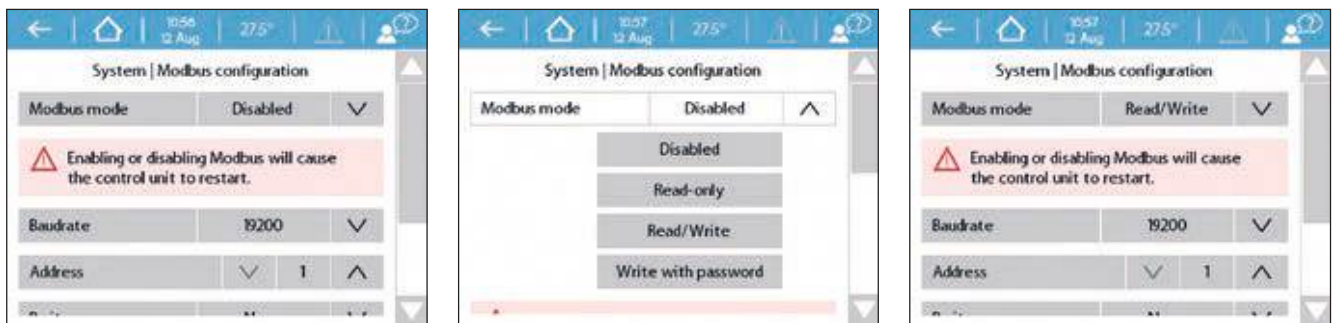 10:56
12 Aug
27.5°
System | Modbus configuration
Modbus mode Disabled
Enabling or disabling Modbus will cause
the control unit to restart.
Baudrate 19200
Address 1
10:57
12 Aug
27.5°
System | Modbus configuration
Modbus mode Disabled
Disabled
Read-only
Read/Write
Write with password
10:57
12 Aug
27.5°
System | Modbus configuration
Modbus mode Read/Write
Enabling or disabling Modbus will cause
the control unit to restart.
Baudrate 19200
Address 1